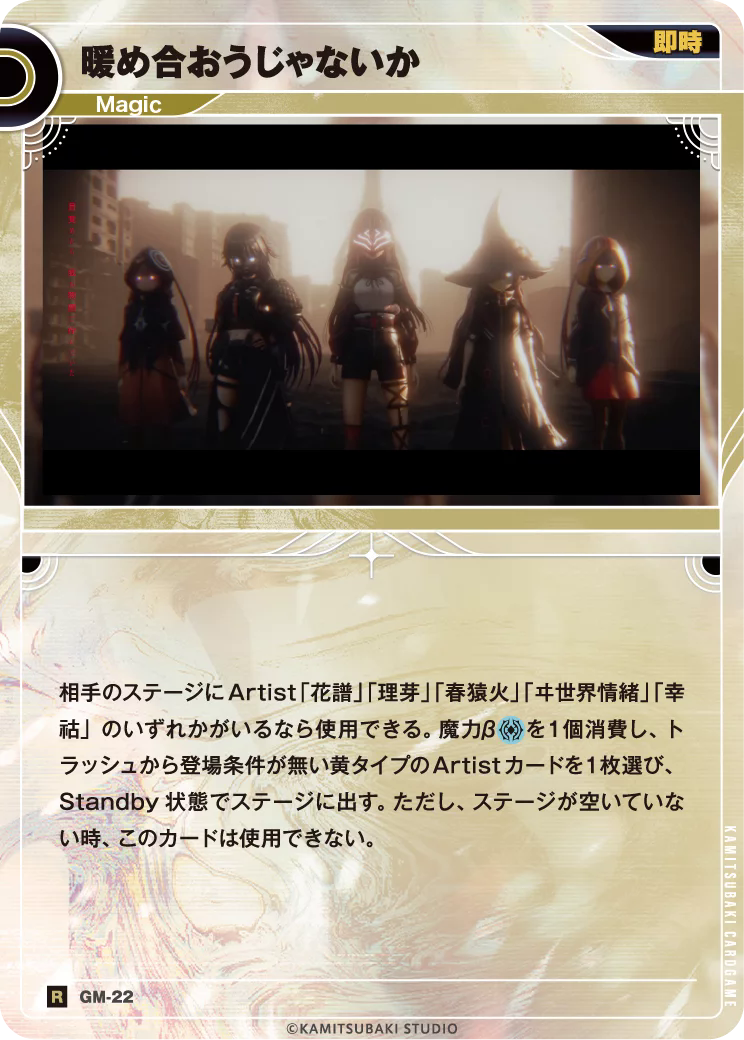 暖め合おうじゃないか
即時
Magic
相手のステージにArtist「花譜」「理芽」「春猿火」「ヰ世界情緒」「幸
祜」のいずれかがいるなら使用できる。魔力βを1個消費し、ト
ラッシュから登場条件が無い黄タイプのArtistカードを1枚選び、
Standby 状態でステージに出す。ただし、ステージが空いていな
い時、このカードは使用できない。
KAMITSUBAKI CARDGAME
R GM-22
©KAMITSUBAKI STUDIO